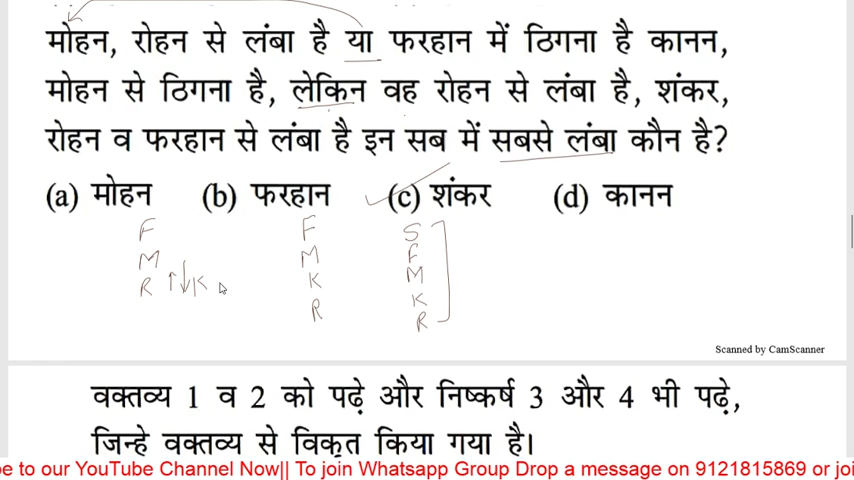 मोहन, रोहन से लंबा है या फरहान में ठिगना है कानन,
मोहन से ठिगना है, लेकिन वह रोहन से लंबा है, शंकर,
रोहन व फरहान से लंबा है इन सब में सबसे लंबा कौन है?
(a) मोहन (b) फरहान (c) शंकर (d) कानन
F F S
M M F
R ↑↓K K M
R K
R
Scanned by CamScanner
वक्तव्य 1 व 2 को पढ़े और निष्कर्ष 3 और 4 भी पढ़े,
जिन्हे वक्तव्य से विकृत किया गया है।
be to our YouTube Channel Now|| To join Whatsapp Group Drop a message on 9121815869 or joi